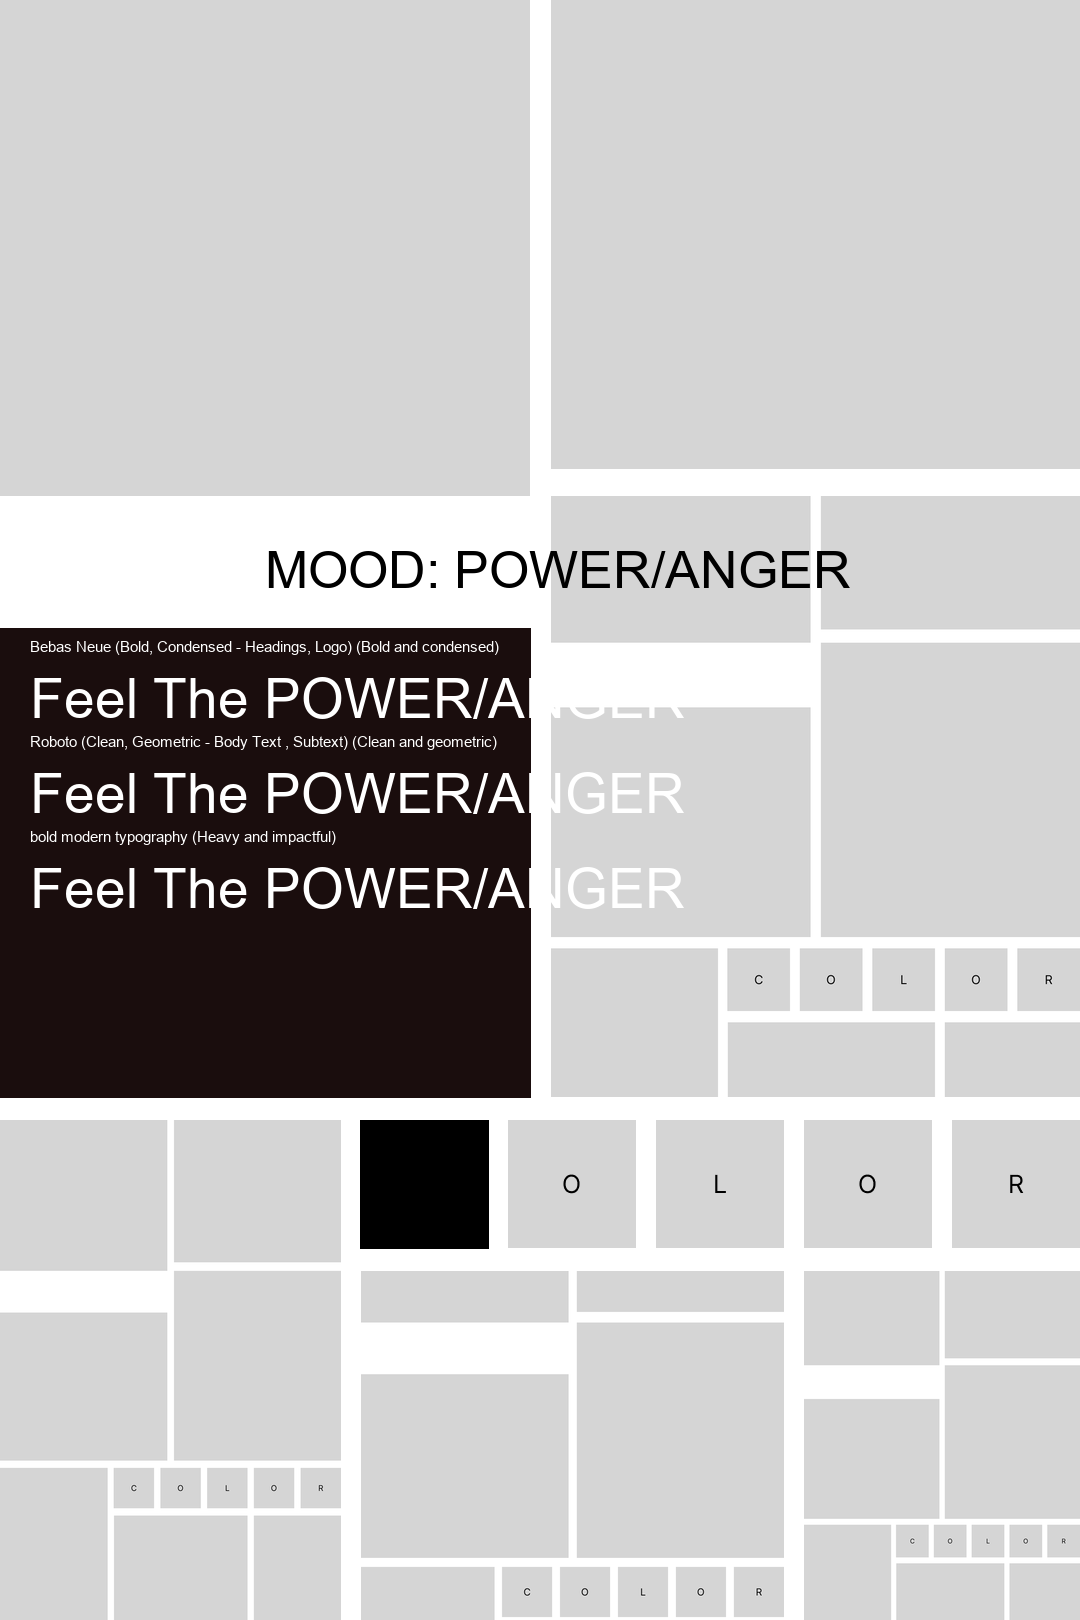 MOOD: POWER/ANGER
Bebas Neue (Bold, Condensed - Headings, Logo) (Bold and condensed)
Feel The POWER/ANGER
Roboto (Clean, Geometric - Body Text , Subtext) (Clean and geometric)
Feel The POWER/ANGER
bold modern typography (Heavy and impactful)
Feel The POWER/ANGER
C O L O R
O L O R
C O L O R
C O L O R
C O L O R